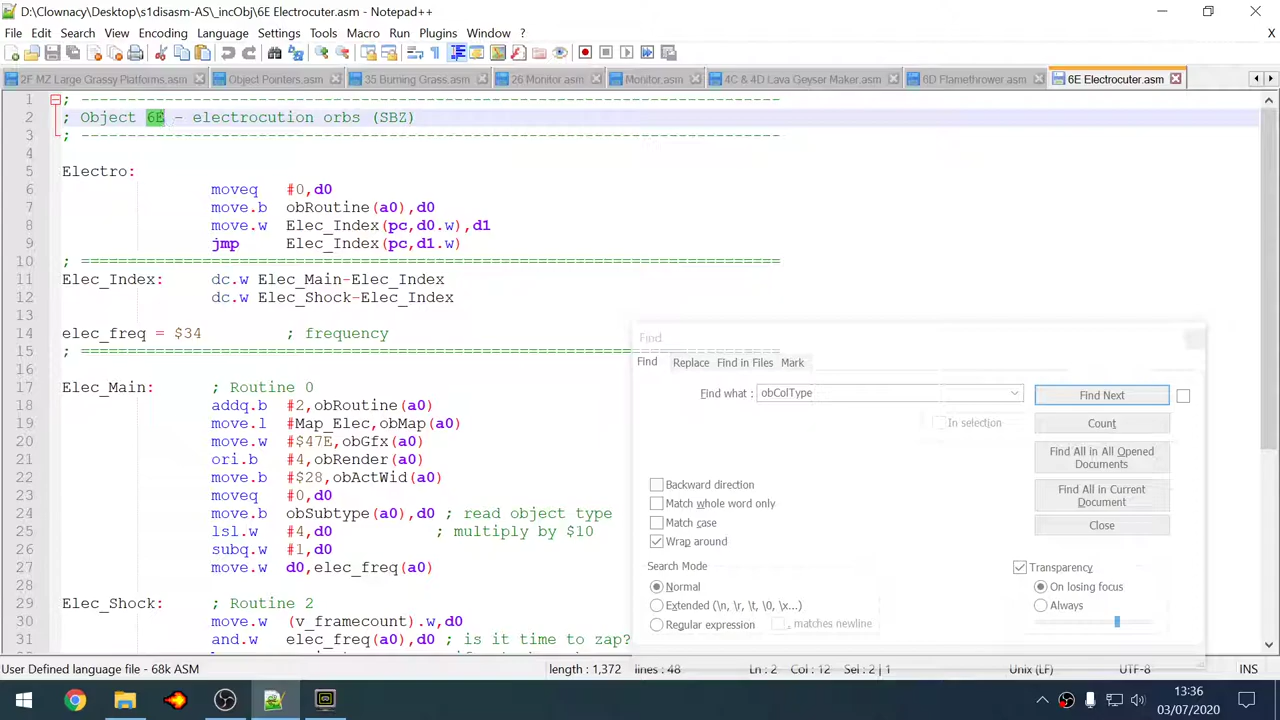 D:\Clownacy\Desktop\s1disasm-AS\_incObj\6E Electrocuter.asm - Notepad++
File Edit Search View Encoding Language Settings Tools Macro Run Plugins Window ? X
2F MZ Large Grassy Platforms.asm Object Pointers.asm 35 Burning Grass.asm 26 Monitor.asm Monitor.asm 4C & 4D Lava Geyser Maker.asm 6D Flamethrower.asm 6E Electrocuter.asm
1 ; ---------------------------------------------------------------------------
2 ; Object 6E - electrocution orbs (SBZ)
3 ; ---------------------------------------------------------------------------
4
5 Electro:
6 moveq #0,d0
7 move.b obRoutine(a0),d0
8 move.w Elec_Index(pc,d0.w),d1
9 jmp Elec_Index(pc,d1.w)
10 ; ===========================================================================
11 Elec_Index: dc.w Elec_Main-Elec_Index
12 dc.w Elec_Shock-Elec_Index
13
14 elec_freq = $34 ; frequency
15 ; ===========================================================================
16
17 Elec_Main: ; Routine 0
18 addq.b #2,obRoutine(a0)
19 move.l #Map_Elec,obMap(a0)
20 move.w #$47E,obGfx(a0)
21 ori.b #4,obRender(a0)
22 move.b #$28,obActWid(a0)
23 moveq #0,d0
24 move.b obSubtype(a0),d0 ; read object type
25 lsl.w #4,d0 ; multiply by $10
26 subq.w #1,d0
27 move.w d0,elec_freq(a0)
28
29 Elec_Shock: ; Routine 2
30 move.w (v_framecount).w,d0
31 and.w elec_freq(a0),d0 ; is it time to zap?
Find
Find Replace Find in Files Mark
Find what : obColType
Find Next
In selection
Count
Find All in All Opened
Documents
Find All in Current
Document
Close
Backward direction
Match whole word only
Match case
Wrap around
Search Mode
Normal
Extended (\n, \r, \t, \0, \x...)
Regular expression . matches newline
Transparency
On losing focus
Always
User Defined language file - 68k ASM length : 1,372 lines : 48 Ln : 2 Col : 12 Sel : 2 | 1 Unix (LF) UTF-8 INS
13:36
03/07/2020